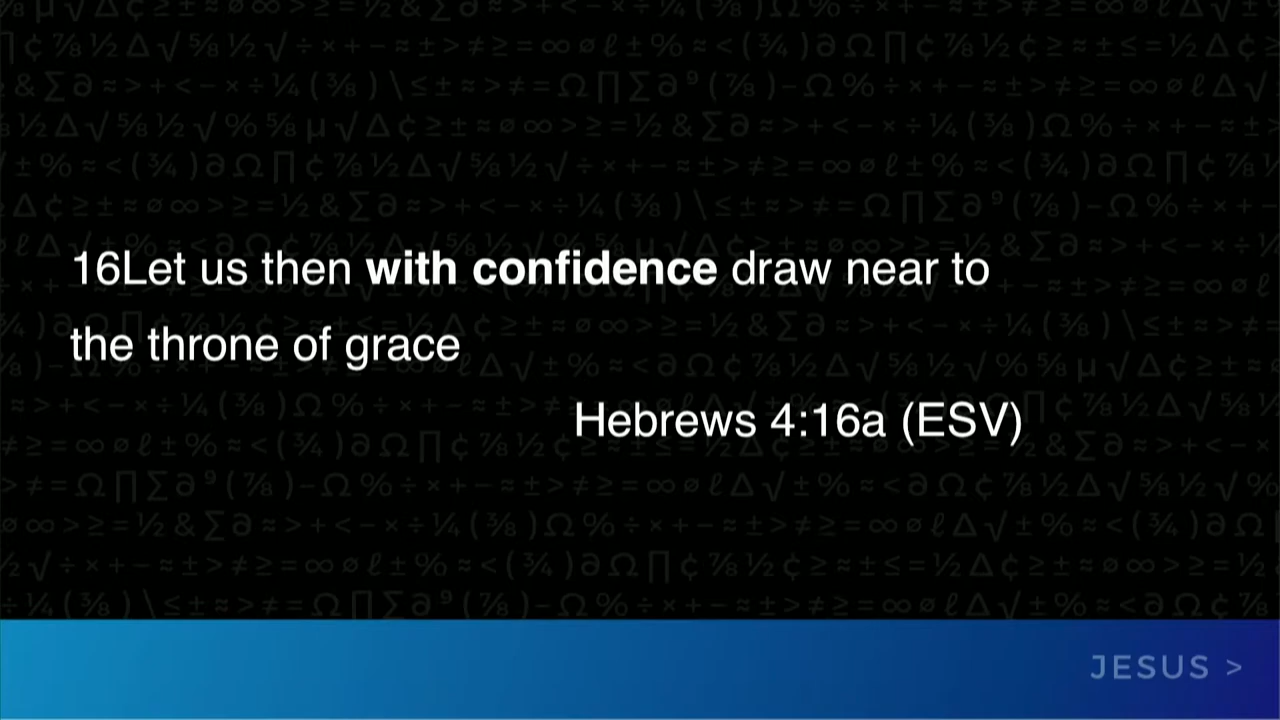 16Let us then with confidence draw near to
the throne of grace
Hebrews 4:16a (ESV)
JESUS >